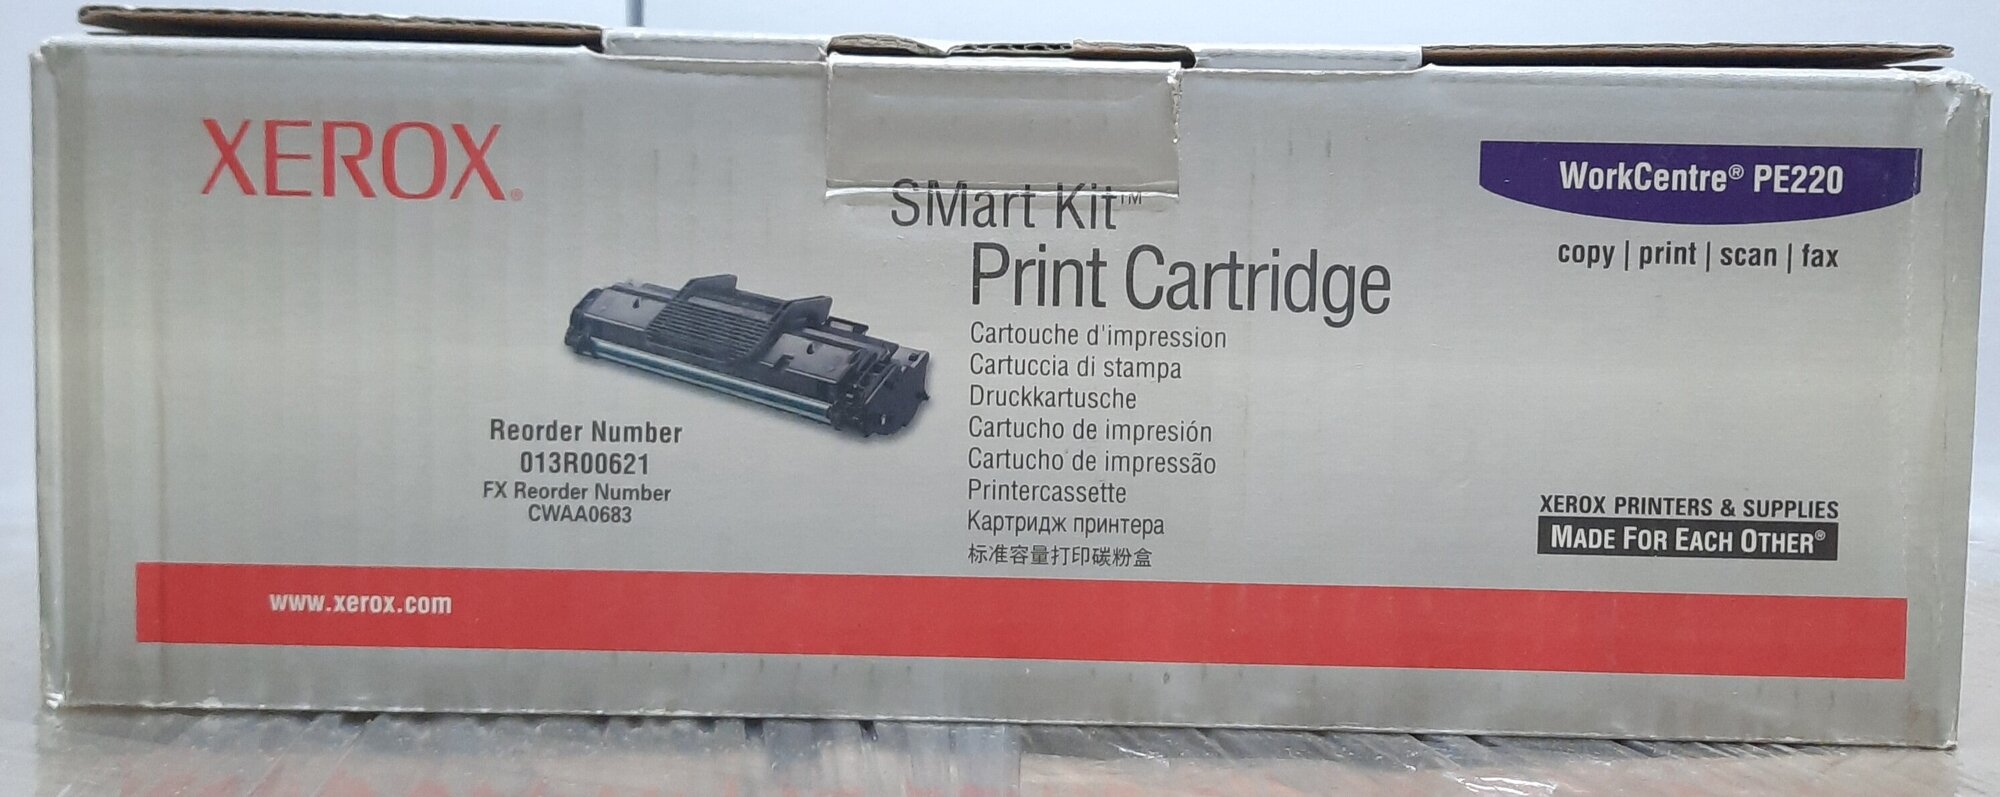 XEROX®
SMart Kit™
Print Cartridge
Cartouche d'impression
Cartuccia di stampa
Druckkartusche
Cartucho de impresión
Cartucho de impressão
Printercassette
Картридж принтера
标准容量打印碳粉盒
Reorder Number
013R00621
FX Reorder Number
CWAA0683
WorkCentre® PE220
copy | print | scan | fax
XEROX PRINTERS & SUPPLIES
MADE FOR EACH OTHER®
www.xerox.com